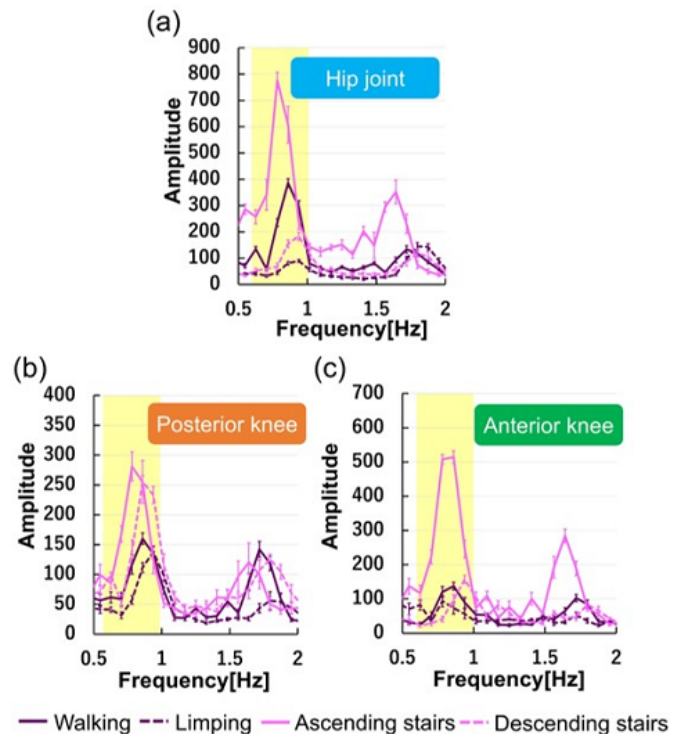 (a)
900
800
700
600
500
400
300
200
100
0
Amplitude
Hip joint
0.5 1 1.5 2
Frequency[Hz]
(b)
400
350
300
250
200
150
100
50
0
Amplitude
Posterior knee
0.5 1 1.5 2
Frequency[Hz]
(c)
700
600
500
400
300
200
100
0
Amplitude
Anterior knee
0.5 1 1.5 2
Frequency[Hz]
Walking Limping Ascending stairs Descending stairs